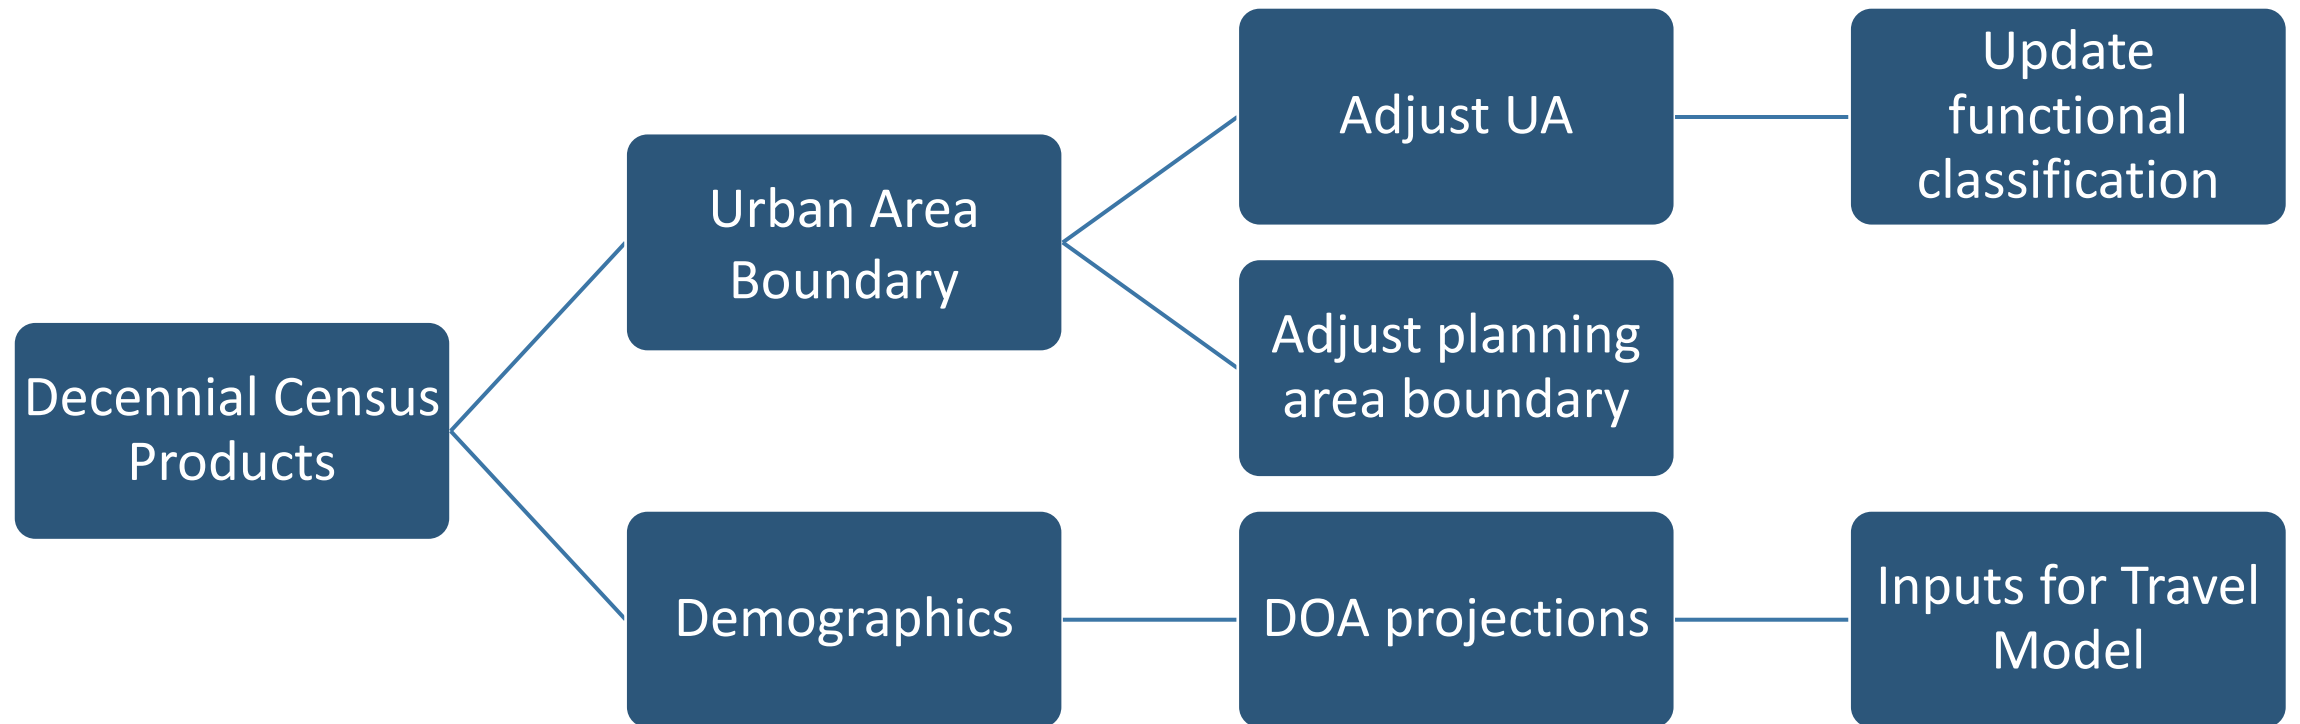 Decennial Census
Products
Urban Area
Boundary
Adjust UA
Update
functional
classification
Adjust planning
area boundary
Demographics
DOA projections
Inputs for Travel
Model